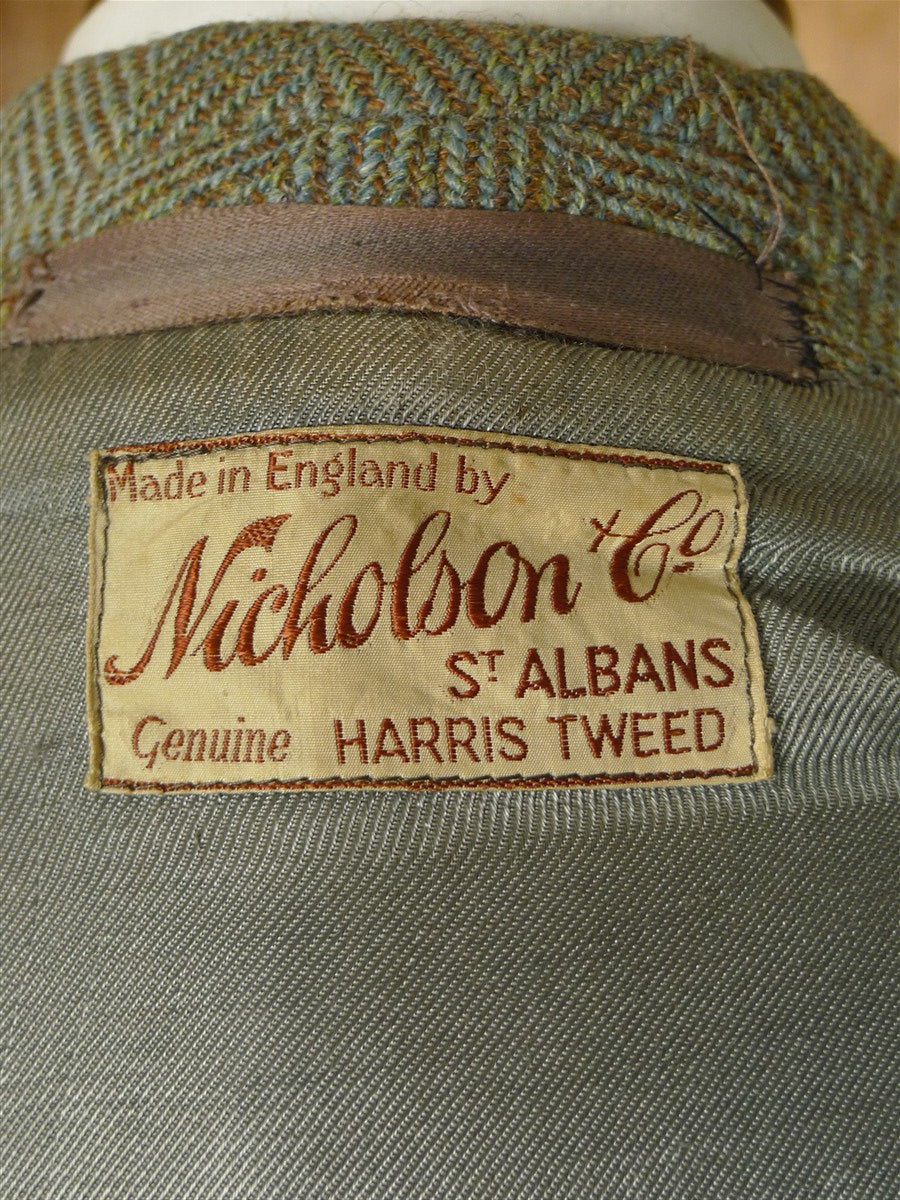 Made in England by
Nicholson & Co
ST ALBANS
Genuine HARRIS TWEED